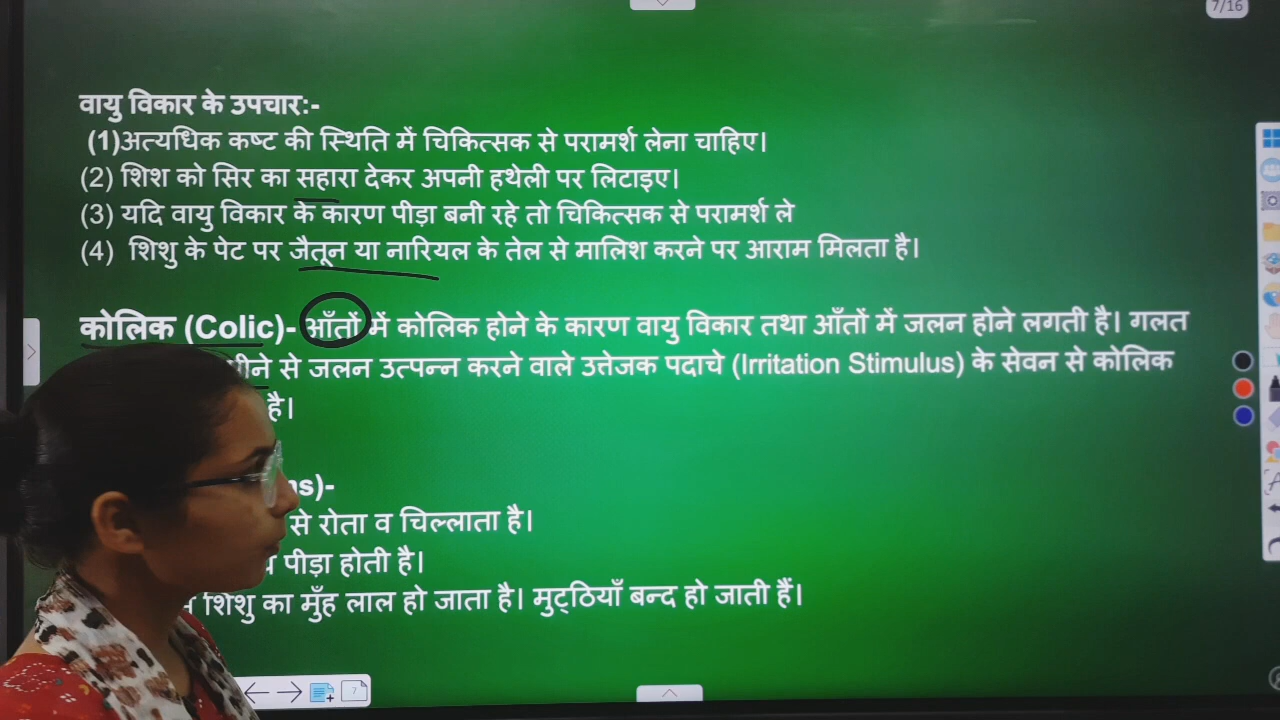 7/16
वायु विकार के उपचार:-
(1)अत्यधिक कष्ट की स्थिति में चिकित्सक से परामर्श लेना चाहिए।
(2) शिश को सिर का सहारा देकर अपनी हथेली पर लिटाइए।
(3) यदि वायु विकार के कारण पीड़ा बनी रहे तो चिकित्सक से परामर्श ले
(4) शिशु के पेट पर जैतून या नारियल के तेल से मालिश करने पर आराम मिलता है।
कोलिक (Colic)- आँतों में कोलिक होने के कारण वायु विकार तथा आँतों में जलन होने लगती है। गलत
से जलन उत्पन्न करने वाले उत्तेजक पदाचे (Irritation Stimulus) के सेवन से कोलिक
है।
से रोता व चिल्लाता है।
पीड़ा होती है।
शिशु का मुँह लाल हो जाता है। मुट्ठियाँ बन्द हो जाती हैं।
7